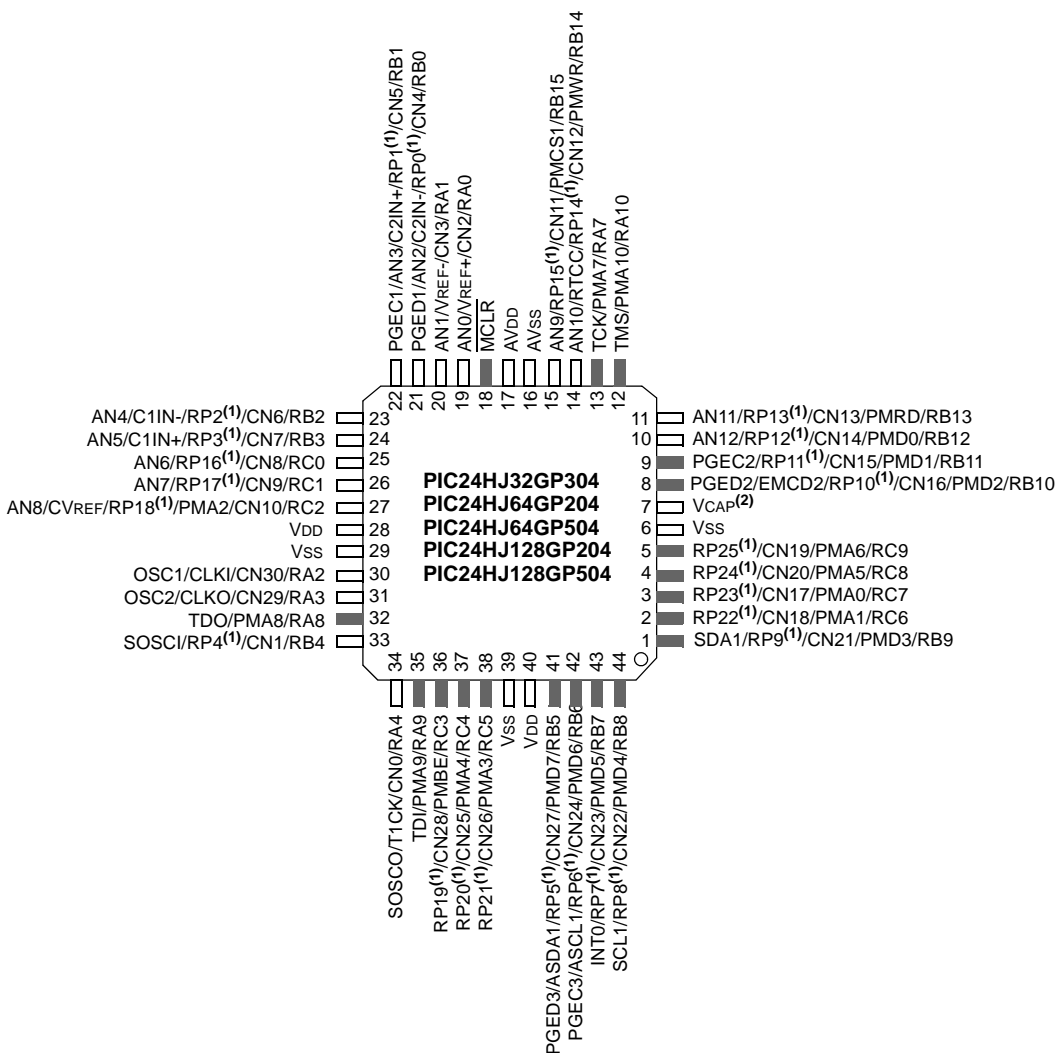 PGEC1/AN3/C2IN+/RP1(1)/CN5/RB1
PGED1/AN2/C2IN-/RP0(1)/CN4/RB0
AN1/VREF-/CN3/RA1
AN0/VREF+/CN2/RA0
MCLR
AVDD
AVSS
AN9/RP15(1)/CN11/PMCS1/RB15
AN10/RTCC/RP14(1)/CN12/PMWR/RB14
TCK/PMA7/RA7
TMS/PMA10/RA10
22 21 20 19 18 17 16 15 14 13 12
AN4/C1IN-/RP2(1)/CN6/RB2 23
AN5/C1IN+/RP3(1)/CN7/RB3 24
AN6/RP16(1)/CN8/RC0 25
AN7/RP17(1)/CN9/RC1 26
AN8/CVREF/RP18(1)/PMA2/CN10/RC2 27
VDD 28
VSS 29
OSC1/CLKI/CN30/RA2 30
OSC2/CLKO/CN29/RA3 31
TDO/PMA8/RA8 32
SOSCI/RP4(1)/CN1/RB4 33
PIC24HJ32GP304
PIC24HJ64GP204
PIC24HJ64GP504
PIC24HJ128GP204
PIC24HJ128GP504
11 AN11/RP13(1)/CN13/PMRD/RB13
10 AN12/RP12(1)/CN14/PMD0/RB12
9 PGEC2/RP11(1)/CN15/PMD1/RB11
8 PGED2/EMCD2/RP10(1)/CN16/PMD2/RB10
7 VCAP(2)
6 VSS
5 RP25(1)/CN19/PMA6/RC9
4 RP24(1)/CN20/PMA5/RC8
3 RP23(1)/CN17/PMA0/RC7
2 RP22(1)/CN18/PMA1/RC6
1 SDA1/RP9(1)/CN21/PMD3/RB9
34 35 36 37 38 39 40 41 42 43 44
SOSCO/T1CK/CN0/RA4
TDI/PMA9/RA9
RP19(1)/CN28/PMBE/RC3
RP20(1)/CN25/PMA4/RC4
RP21(1)/CN26/PMA3/RC5
VSS
VDD
PGED3/ASDA1/RP5(1)/CN27/PMD7/RB5
PGEC3/ASCL1/RP6(1)/CN24/PMD6/RB6
INT0/RP7(1)/CN23/PMD5/RB7
SCL1/RP8(1)/CN22/PMD4/RB8